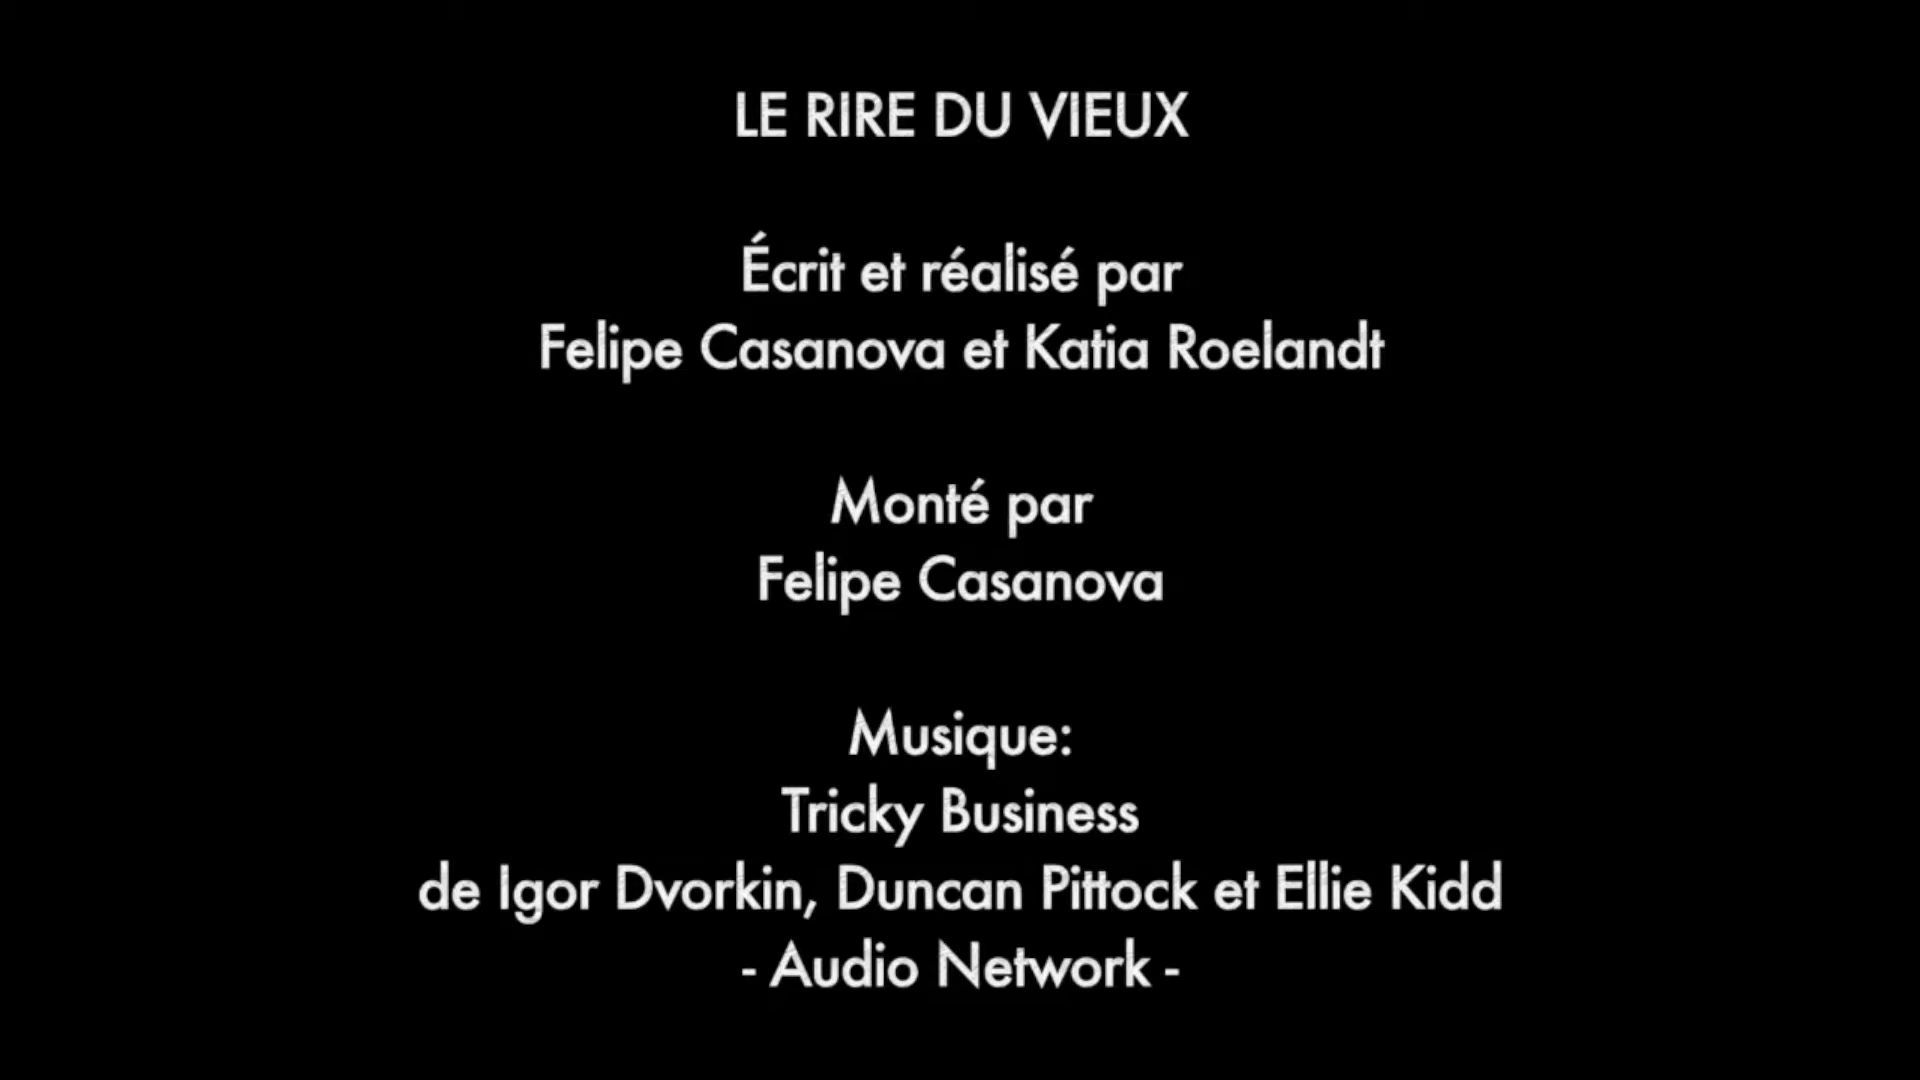 LE RIRE DU VIEUX
Écrit et réalisé par
Felipe Casanova et Katia Roelandt
Monté par
Felipe Casanova
Musique:
Tricky Business
de Igor Dvorkin, Duncan Pittock et Ellie Kidd
- Audio Network -